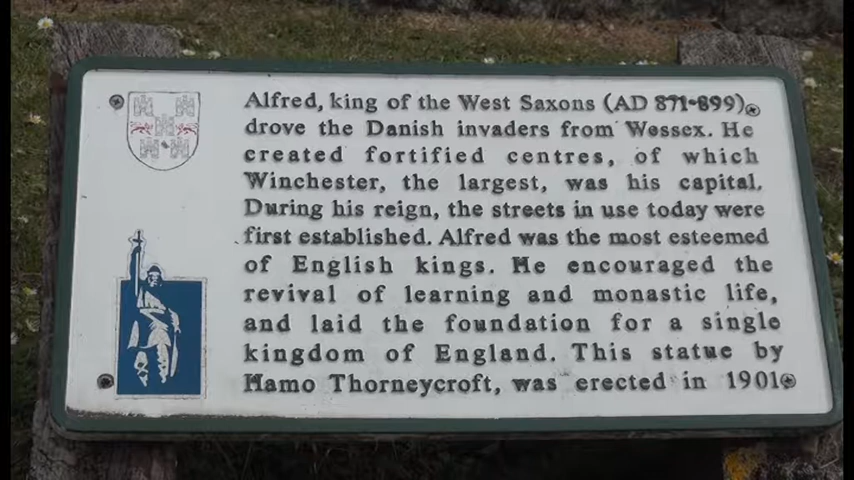 Alfred, king of the West Saxons (AD 871-899)
drove the Danish invaders from Wessex. He
created fortified centres, of which
Winchester, the largest, was his capital.
During his reign, the streets in use today were
first established. Alfred was the most esteemed
of English kings. He encouraged the
revival of learning and monastic life,
and laid the foundation for a single
kingdom of England. This statue by
Hamo Thorneycroft, was erected in 1901